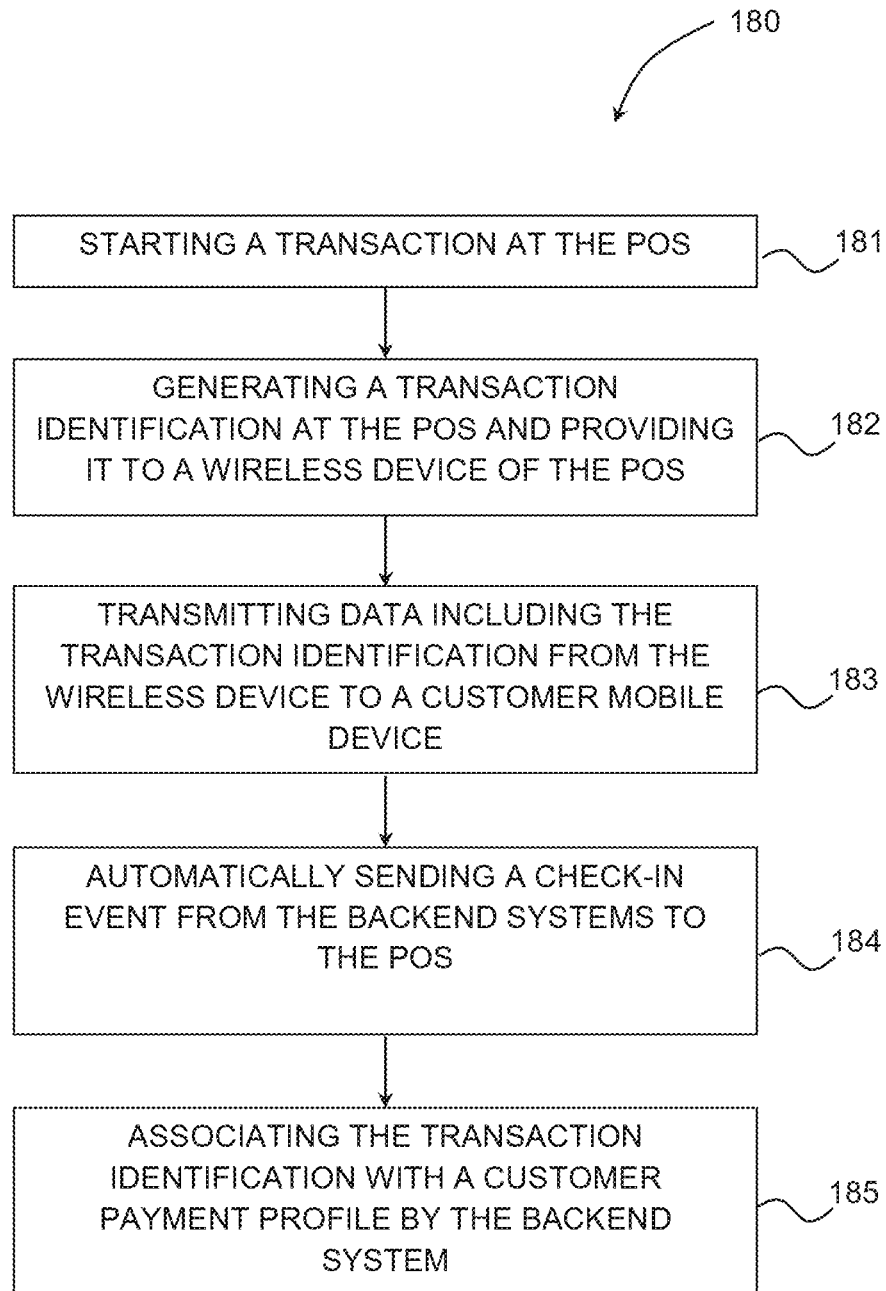 180
STARTING A TRANSACTION AT THE POS
181
GENERATING A TRANSACTION
IDENTIFICATION AT THE POS AND PROVIDING
IT TO A WIRELESS DEVICE OF THE POS
182
TRANSMITTING DATA INCLUDING THE
TRANSACTION IDENTIFICATION FROM THE
WIRELESS DEVICE TO A CUSTOMER MOBILE
DEVICE
183
AUTOMATICALLY SENDING A CHECK-IN
EVENT FROM THE BACKEND SYSTEMS TO
THE POS
184
ASSOCIATING THE TRANSACTION
IDENTIFICATION WITH A CUSTOMER
PAYMENT PROFILE BY THE BACKEND
SYSTEM
185